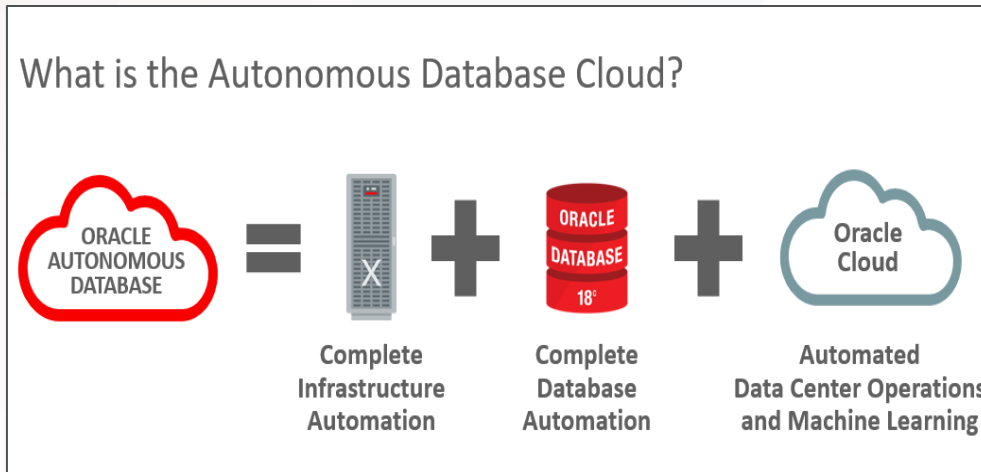 What is the Autonomous Database Cloud?
ORACLE
AUTONOMOUS
DATABASE
=
X
+
ORACLE
DATABASE
18c
+
Oracle
Cloud
Complete
Infrastructure
Automation
Complete
Database
Automation
Automated
Data Center Operations
and Machine Learning